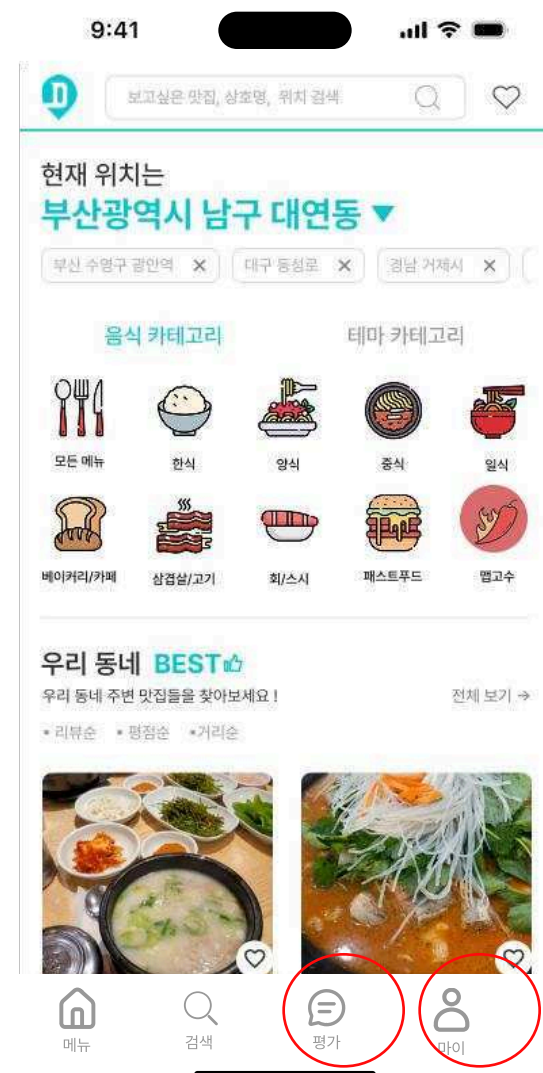 9:41
보고싶은 맛집, 상호명, 위치 검색
현재 위치는
부산광역시 남구 대연동 ▼
부산 수영구 광안역 ✕ 대구 동성로 ✕ 경남 거제시 ✕
음식 카테고리 테마 카테고리
모든 메뉴 한식 양식 중식 일식
베이커리/카페 삼겹살/고기 회/스시 패스트푸드 맵고수
우리 동네 BEST
우리 동네 주변 맛집들을 찾아보세요 !
전체 보기 →
• 리뷰순 • 평점순 • 거리순
메뉴 검색 평가 마이